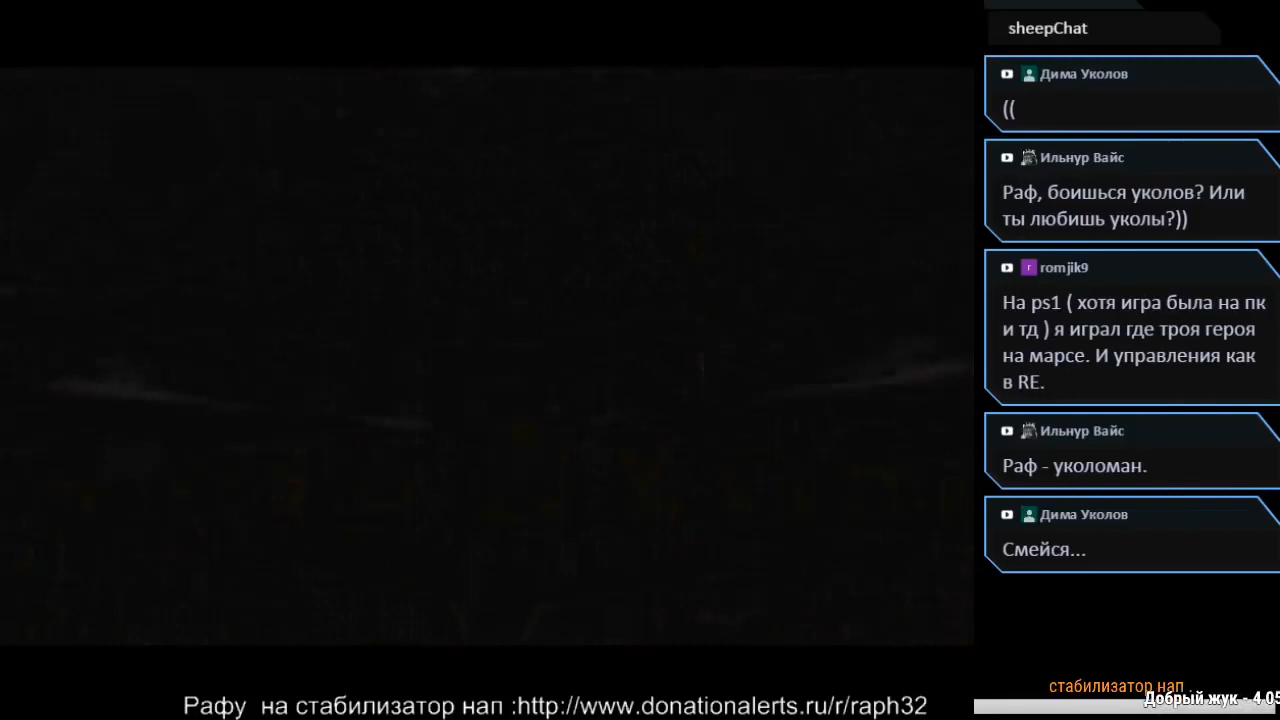 sheepChat
Дима Уколов
((
Ильнур Вайс
Раф, боишься уколов? Или
ты любишь уколы?))
r romjik9
На ps1 ( хотя игра была на пк
и тд ) я играл где троя героя
на марсе. И управления как
в RE.
Ильнур Вайс
Раф - уколоман.
Дима Уколов
Смейся...
стабилизатор нап .
Добрый жук - 4.05
Рафу на стабилизатор нап :http://www.donationalerts.ru/r/raph32